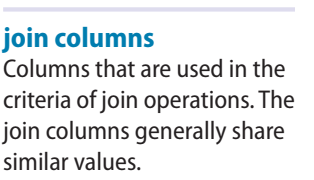 join columns
Columns that are used in the
criteria of join operations. The
join columns generally share
similar values.